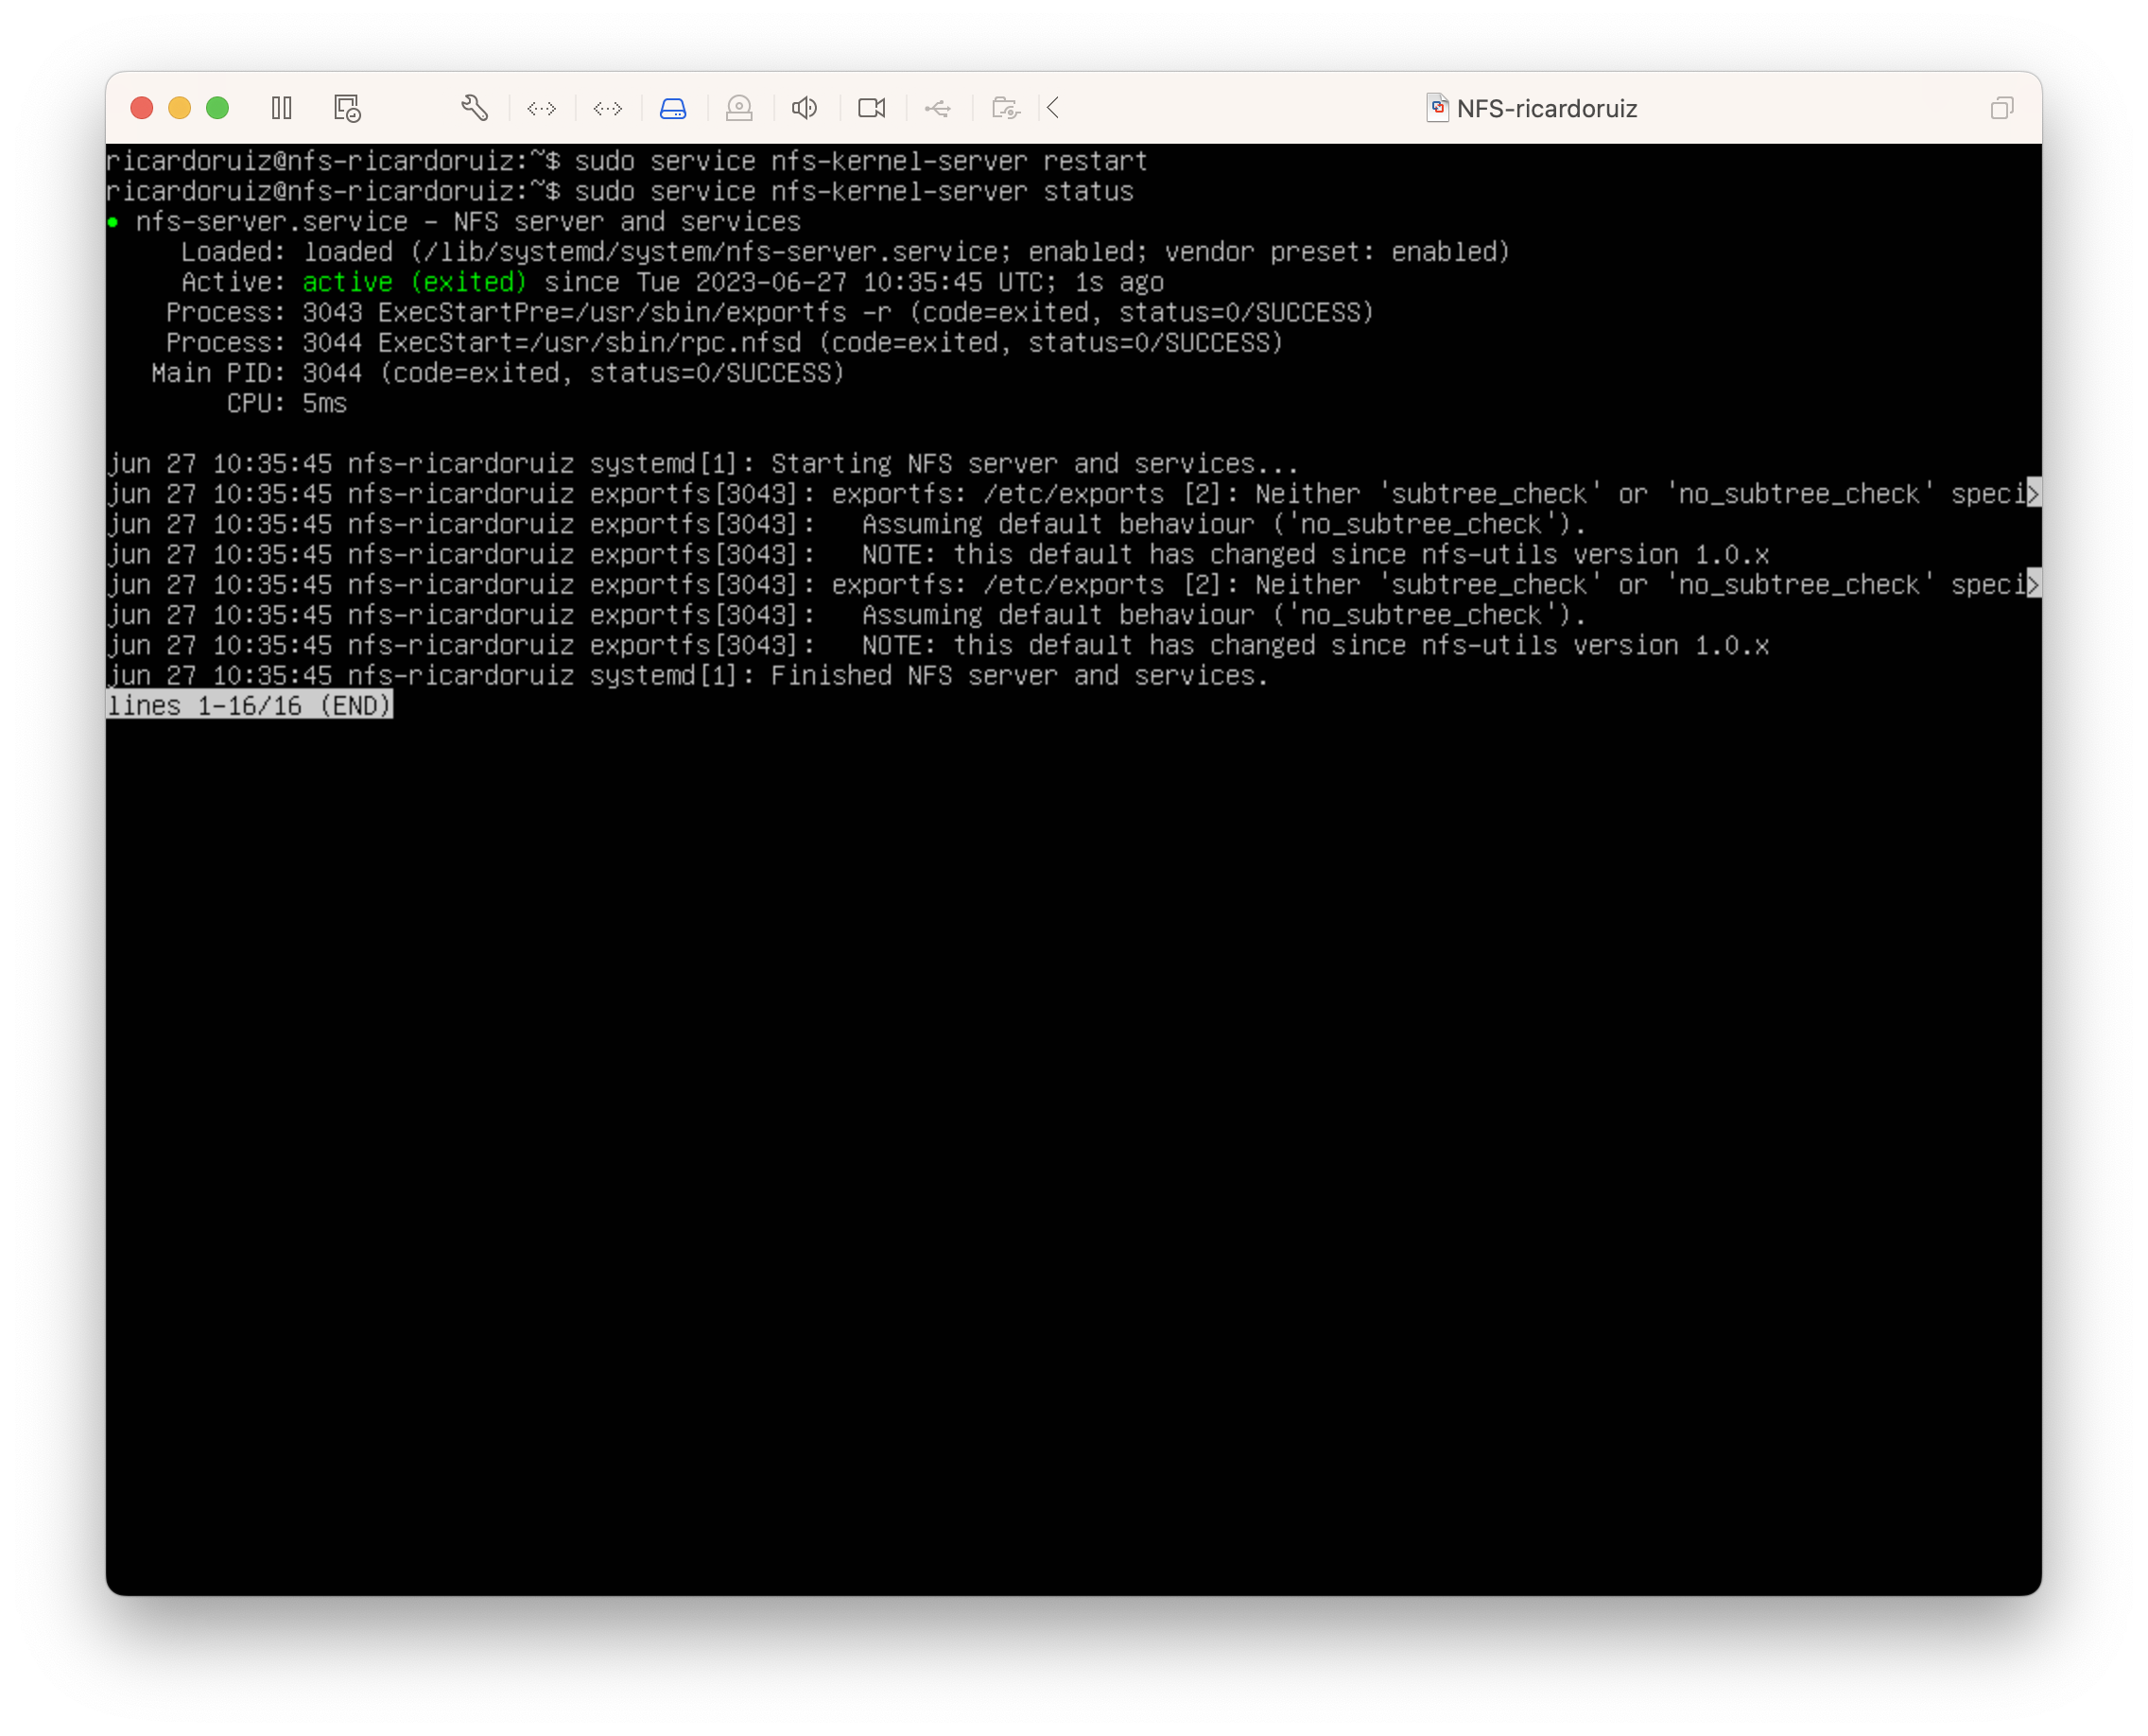 NFS-ricardoruiz
ricardoruiz@nfs-ricardoruiz:~$ sudo service nfs-kernel-server restart
ricardoruiz@nfs-ricardoruiz:~$ sudo service nfs-kernel-server status
● nfs-server.service - NFS server and services
     Loaded: loaded (/lib/systemd/system/nfs-server.service; enabled; vendor preset: enabled)
     Active: active (exited) since Tue 2023-06-27 10:35:45 UTC; 1s ago
    Process: 3043 ExecStartPre=/usr/sbin/exportfs -r (code=exited, status=0/SUCCESS)
    Process: 3044 ExecStart=/usr/sbin/rpc.nfsd (code=exited, status=0/SUCCESS)
   Main PID: 3044 (code=exited, status=0/SUCCESS)
        CPU: 5ms
jun 27 10:35:45 nfs-ricardoruiz systemd[1]: Starting NFS server and services...
jun 27 10:35:45 nfs-ricardoruiz exportfs[3043]: exportfs: /etc/exports [2]: Neither 'subtree_check' or 'no_subtree_check' speci>
jun 27 10:35:45 nfs-ricardoruiz exportfs[3043]:   Assuming default behaviour ('no_subtree_check').
jun 27 10:35:45 nfs-ricardoruiz exportfs[3043]:   NOTE: this default has changed since nfs-utils version 1.0.x
jun 27 10:35:45 nfs-ricardoruiz exportfs[3043]: exportfs: /etc/exports [2]: Neither 'subtree_check' or 'no_subtree_check' speci>
jun 27 10:35:45 nfs-ricardoruiz exportfs[3043]:   Assuming default behaviour ('no_subtree_check').
jun 27 10:35:45 nfs-ricardoruiz exportfs[3043]:   NOTE: this default has changed since nfs-utils version 1.0.x
jun 27 10:35:45 nfs-ricardoruiz systemd[1]: Finished NFS server and services.
lines 1-16/16 (END)